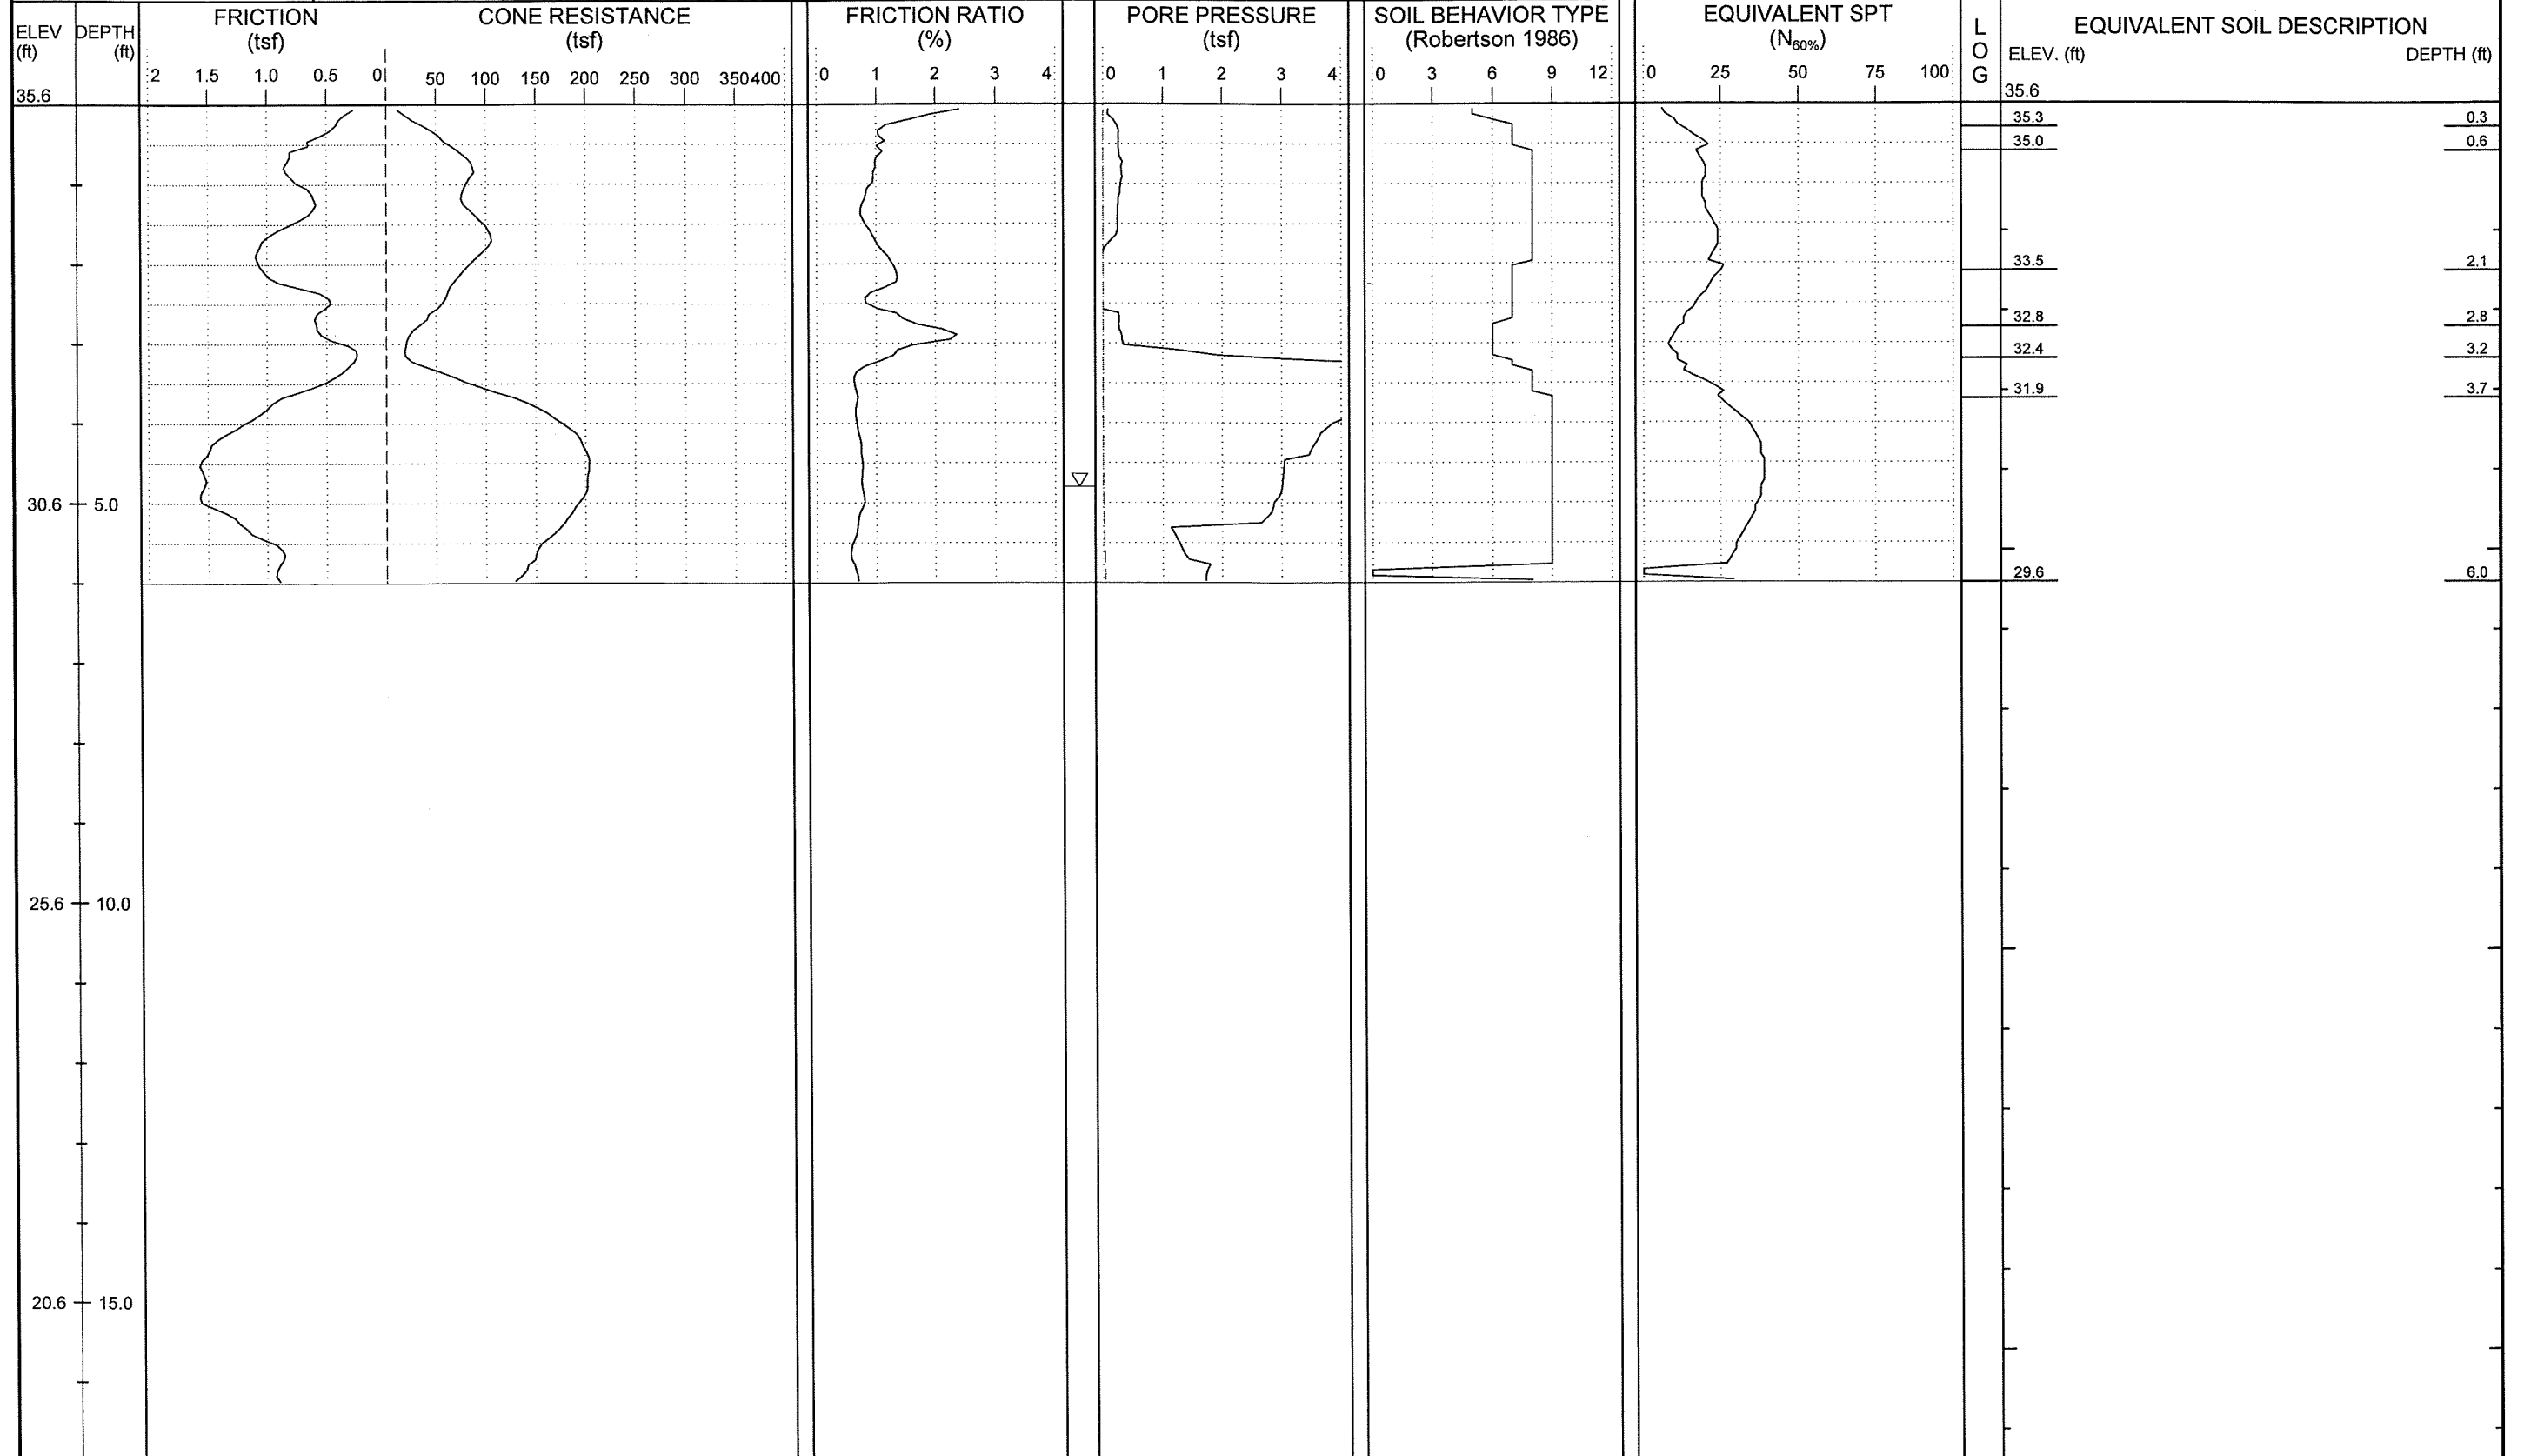 FRICTION CONE RESISTANCE FRICTION RATIO PORE PRESSURE SOIL BEHAVIOR TYPE EQUIVALENT SPT L EQUIVALENT SOIL DESCRIPTION
ELEV DEPTH (tsf) (tsf) (%) (tsf) (Robertson 1986) (N60%) O
(ft) (ft) G ELEV. (ft) DEPTH (ft)
2 1.5 1.0 0.5 0 50 100 150 200 250 300 350 400 0 1 2 3 4 0 1 2 3 4 0 3 6 9 12 0 25 50 75 100
35.6 35.6
35.3 0.3
35.0 0.6
33.5 2.1
32.8 2.8
32.4 3.2
31.9 3.7
30.6 5.0
29.6 6.0
25.6 10.0
20.6 15.0